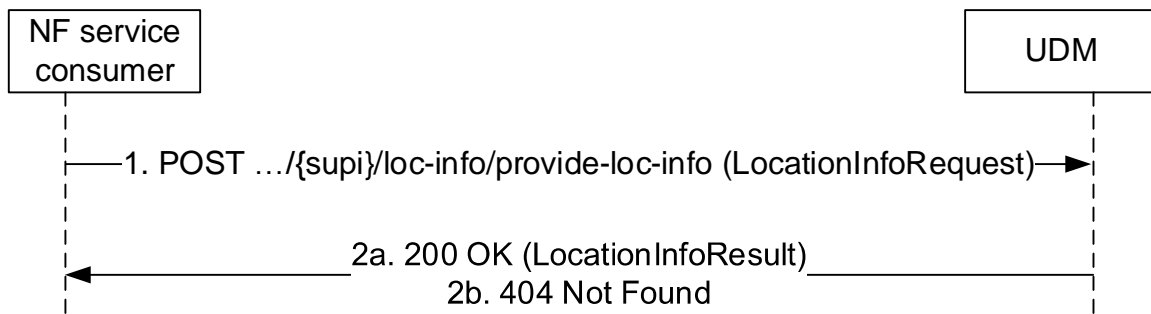 NF service
consumer
UDM
1. POST …/{supi}/loc-info/provide-loc-info (LocationInfoRequest)
2a. 200 OK (LocationInfoResult)
2b. 404 Not Found